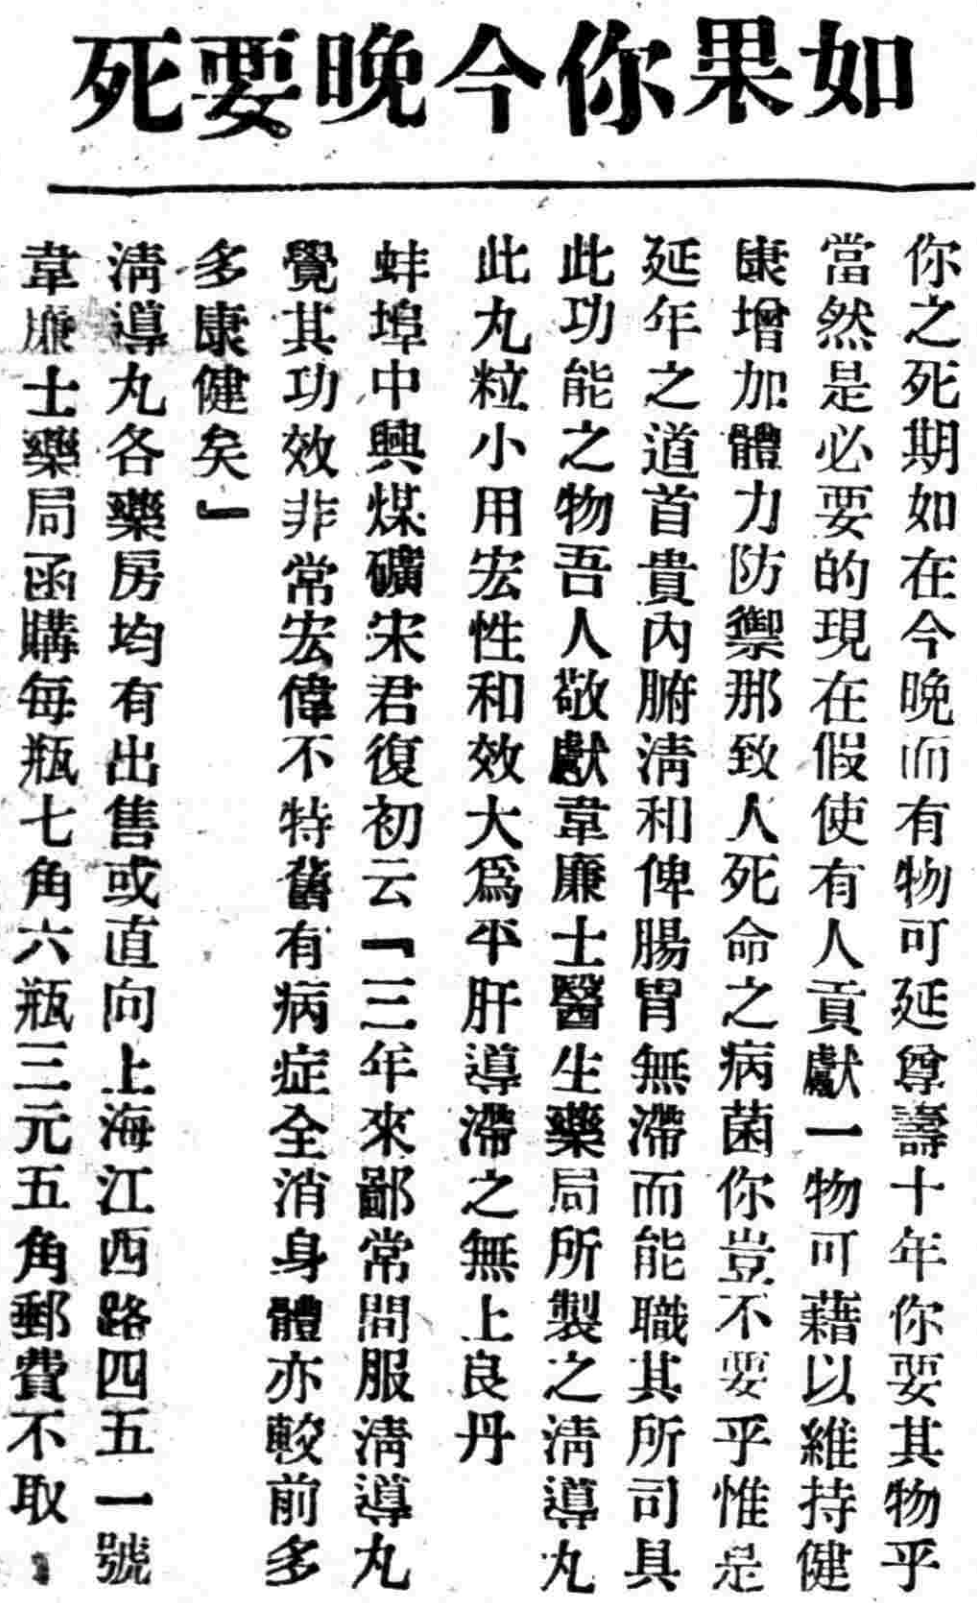 如果你今晚要死
你之死期如在今晚而有物可延尊壽十年你要其物乎
當然是必要的現在假使有人貢獻一物可藉以維持健
康增加體力防禦那致人死命之病菌你豈不要乎惟是
延年之道首貴內腑淸和俾腸胃無滯而能職其所司具
此功能之物吾人敬獻韋廉士醫生藥局所製之淸導丸
此丸粒小用宏性和效大爲平肝導滯之無上良丹
蚌埠中興煤礦宋君復初云「三年來鄙常間服淸導丸
覺其功效非常宏偉不特舊有病症全消身體亦較前多
多康健矣」
淸導丸各藥房均有出售或直向上海江西路四五一號
韋廉士藥局函購每瓶七角六瓶三元五角郵費不取